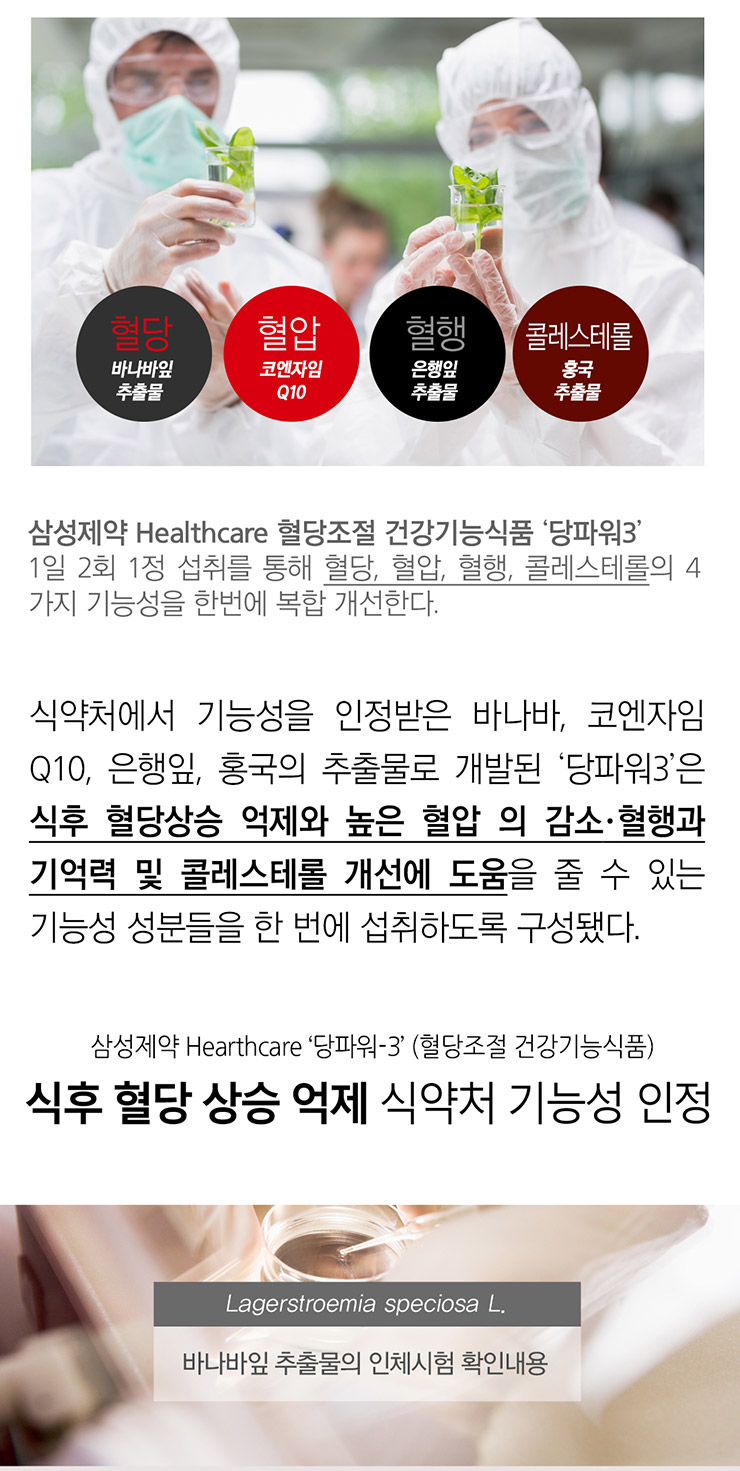 혈당
바나바잎
추출물
혈압
코엔자임
Q10
혈행
은행잎
추출물
콜레스테롤
홍국
추출물
삼성제약 Healthcare 혈당조절 건강기능식품 ‘당파워3’
1일 2회 1정 섭취를 통해 혈당, 혈압, 혈행, 콜레스테롤의 4
가지 기능성을 한번에 복합 개선한다.
식약처에서 기능성을 인정받은 바나바, 코엔자임
Q10, 은행잎, 홍국의 추출물로 개발된 ‘당파워3’은
식후 혈당상승 억제와 높은 혈압 의 감소·혈행과
기억력 및 콜레스테롤 개선에 도움을 줄 수 있는
기능성 성분들을 한 번에 섭취하도록 구성됐다.
삼성제약 Hearthcare ‘당파워-3’ (혈당조절 건강기능식품)
식후 혈당 상승 억제 식약처 기능성 인정
Lagerstroemia speciosa L.
바나바잎 추출물의 인체시험 확인내용